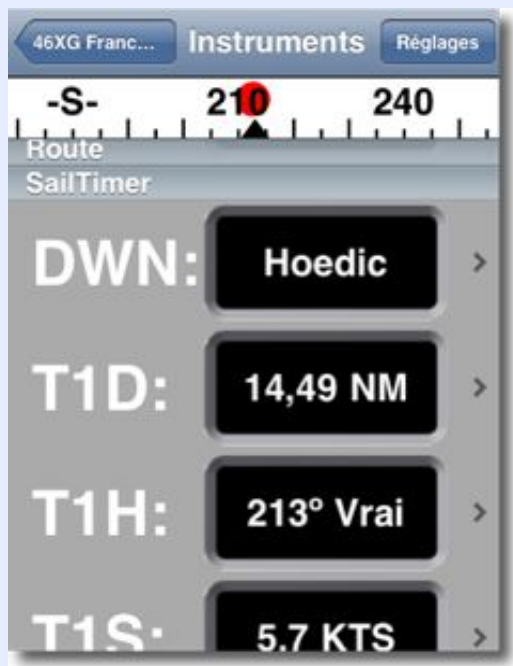 46XG Franc... Instruments Réglages
-S- 210 240
Route
SailTimer
DWN: Hoedic
T1D: 14,49 NM
T1H: 213º Vrai
T1S: 5.7 KTS